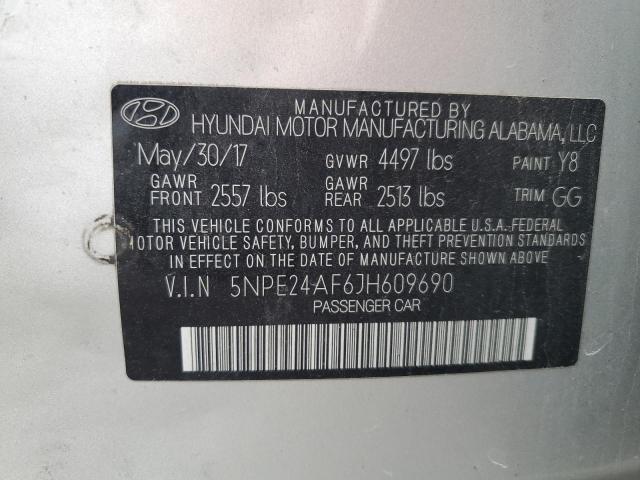 MANUFACTURED BY
HYUNDAI MOTOR MANUFACTURING ALABAMA, LLC
May/30/17 GVWR 4497 lbs PAINT Y8
GAWR FRONT 2557 lbs GAWR REAR 2513 lbs TRIM GG
THIS VEHICLE CONFORMS TO ALL APPLICABLE U.S.A. FEDERAL
MOTOR VEHICLE SAFETY, BUMPER, AND THEFT PREVENTION
STANDARDS IN EFFECT ON THE DATE OF MANUFACTURE SHOWN ABOVE
V.I.N 5NPE24AF6JH609690
PASSENGER CAR